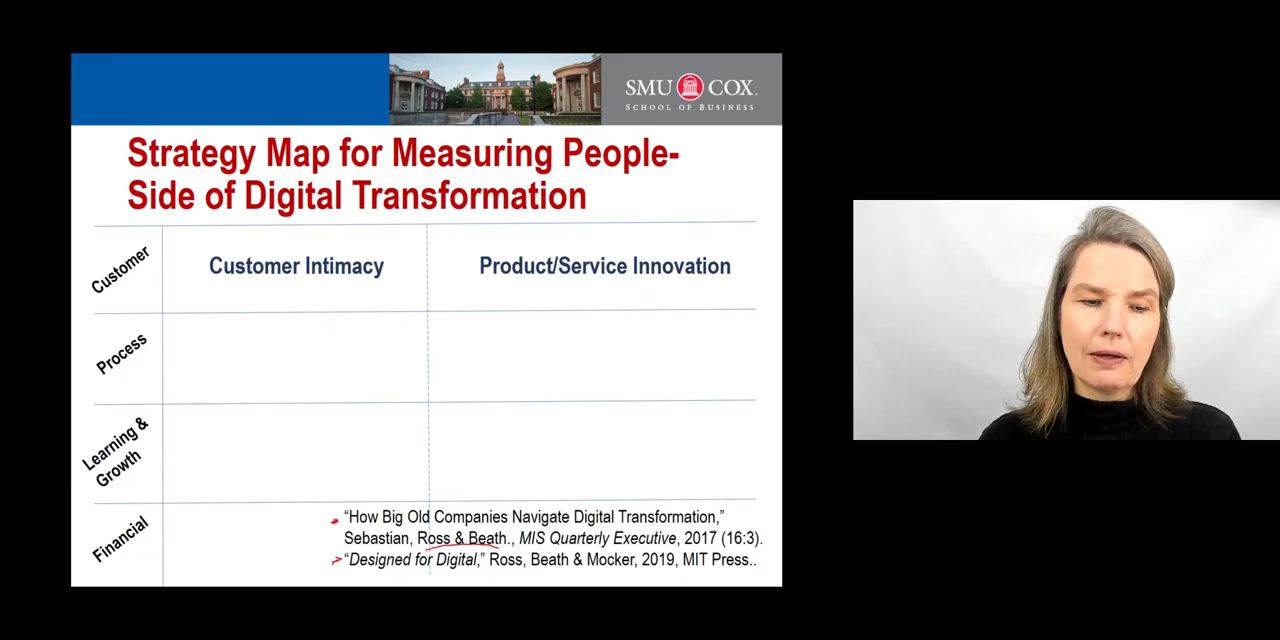 SMU COX
SCHOOL OF BUSINESS
Strategy Map for Measuring People-
Side of Digital Transformation
Customer
Customer Intimacy
Product/Service Innovation
Process
Learning &
Growth
Financial
“How Big Old Companies Navigate Digital Transformation,”
Sebastian, Ross & Beath., MIS Quarterly Executive, 2017 (16:3).
“Designed for Digital,” Ross, Beath & Mocker, 2019, MIT Press..